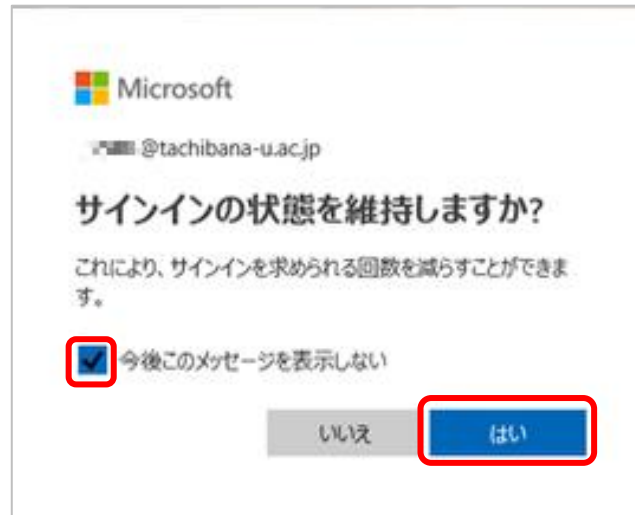 Microsoft
@tachibana-u.ac.jp
サインインの状態を維持しますか?
これにより、サインインを求められる回数を減らすことができま
す。
今後このメッセージを表示しない
いいえ
はい